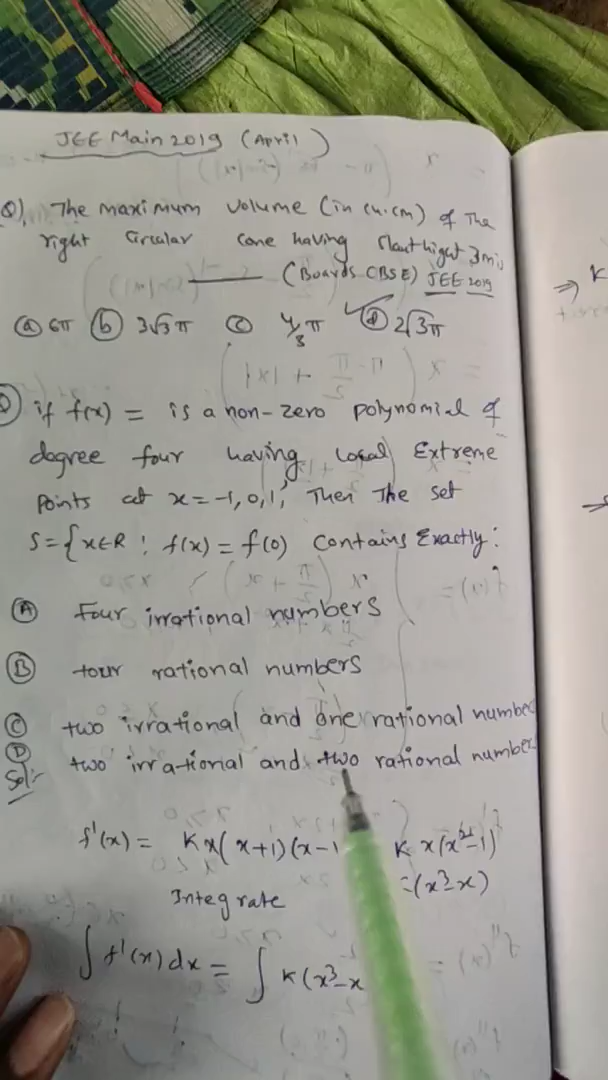 JEE Main 2019 (April)
Q). The maximum volume (in cu.cm) of the
right circular cone having slant hight 3m is
(Boards CBSE) JEE 2019
(a) 6π (b) 3√3π (c) 4/3 π (d) 2√3π
Q) if f(x) = is a non-zero polynomial of
degree four having local Extreme
Points at x=-1,0,1; Then the set
S={x∈R : f(x) = f(0) contains Exactly:
(A) four irrational numbers
(B) four rational numbers
(C) two irrational and one rational number
(D) two irrational and two rational number
Sol:-
f'(x) = Kx(x+1)(x-1 K x(x²-1)
=(x³-x)
Integrate
∫f'(x)dx = ∫K(x³-x
⇒ K